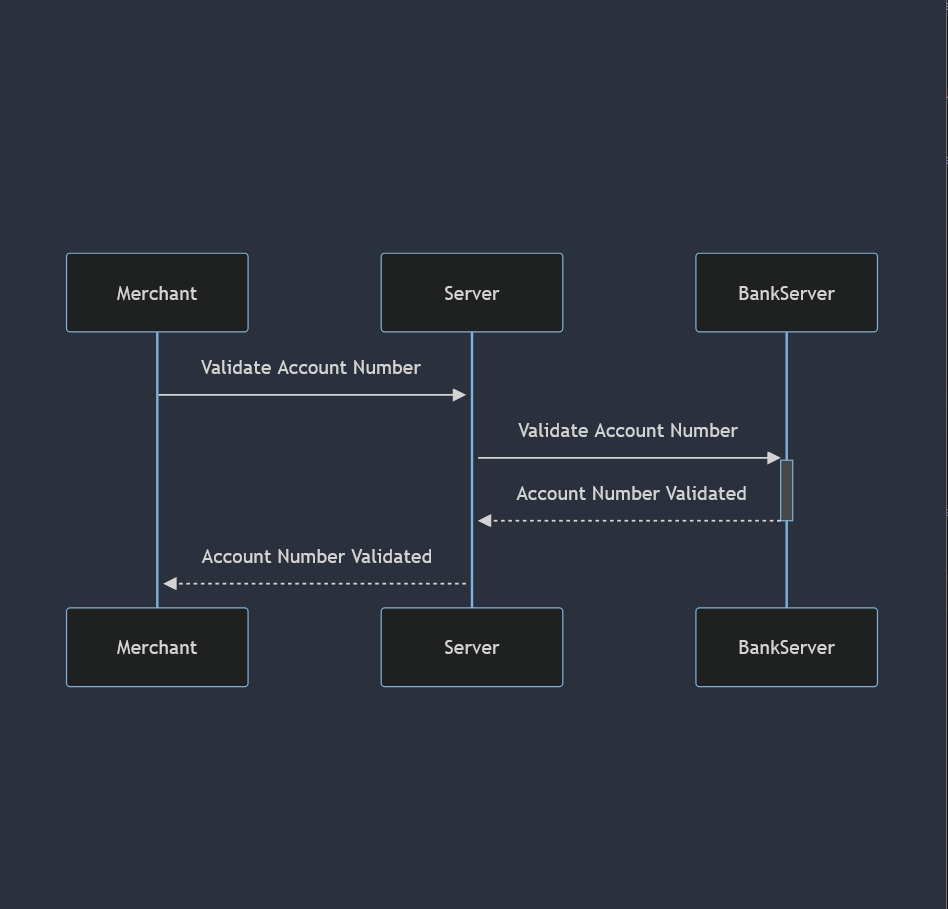 Merchant
Server
BankServer
Validate Account Number
Validate Account Number
Account Number Validated
Account Number Validated
Merchant
Server
BankServer